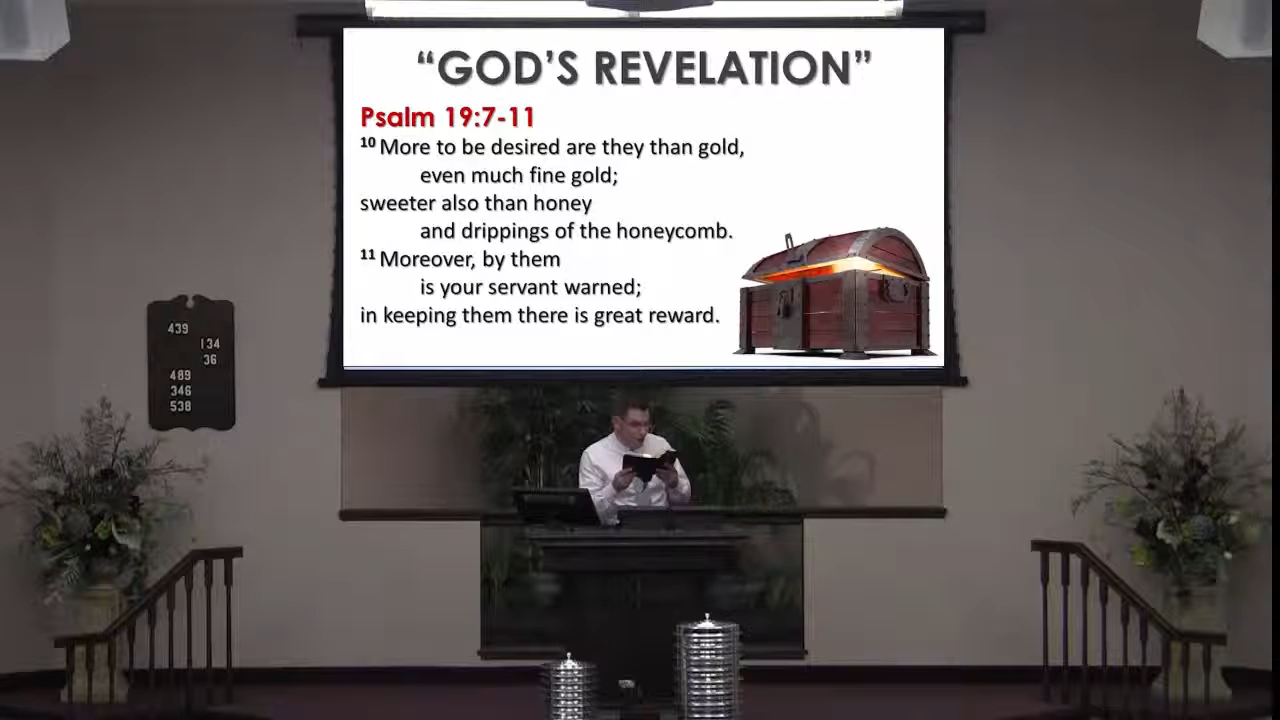 “GOD’S REVELATION”
Psalm 19:7-11
10 More to be desired are they than gold,
even much fine gold;
sweeter also than honey
and drippings of the honeycomb.
11 Moreover, by them
is your servant warned;
in keeping them there is great reward.
439
134
36
489
346
538